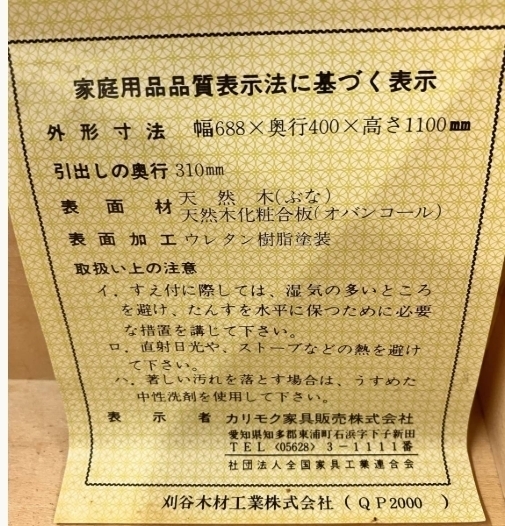 家庭用品品質表示法に基づく表示
外形寸法 幅688×奥行400×高さ1100mm
引出しの奥行 310mm
表面材 天然木(ぶな)
天然木化粧合板(オバンコール)
表面加工 ウレタン樹脂塗装
取扱い上の注意
イ．すえ付に際しては、湿気の多いところ
を避け、たんすを水平に保つために必要
な措置を講じて下さい。
ロ．直射日光や、ストーブなどの熱を避け
て下さい。
ハ．著しい汚れを落とす場合は、うすめた
中性洗剤を使用して下さい。
表示者 カリモク家具販売株式会社
愛知県知多郡東浦町石浜字下子新田
TEL〈05628〉3-1111番
社団法人全国家具工業連合会
刈谷木材工業株式会社(QP2000 )